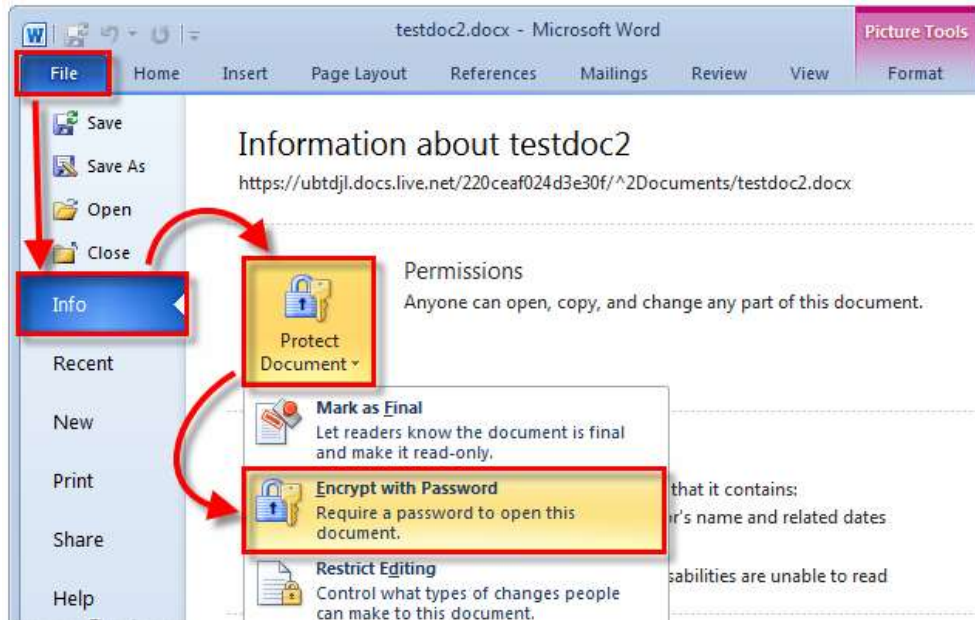 W
testdoc2.docx - Microsoft Word
Picture Tools
File Home Insert Page Layout References Mailings Review View Format
Save
Save As
Open
Close
Info
Recent
New
Print
Share
Help
Information about testdoc2
https://ubtdjl.docs.live.net/220ceaf024d3e30f/^2Documents/testdoc2.docx
Protect
Document
Permissions
Anyone can open, copy, and change any part of this document.
Mark as Final
Let readers know the document is final
and make it read-only.
Encrypt with Password
Require a password to open this
document.
Restrict Editing
Control what types of changes people
can make to this document.
that it contains:
r's name and related dates
sabilities are unable to read